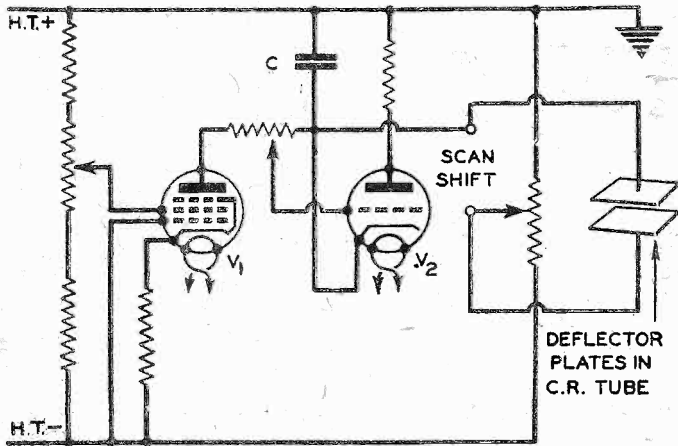 H.T.+
C
SCAN
SHIFT
V1
V2
DEFLECTOR
PLATES IN
C.R. TUBE
H.T.-